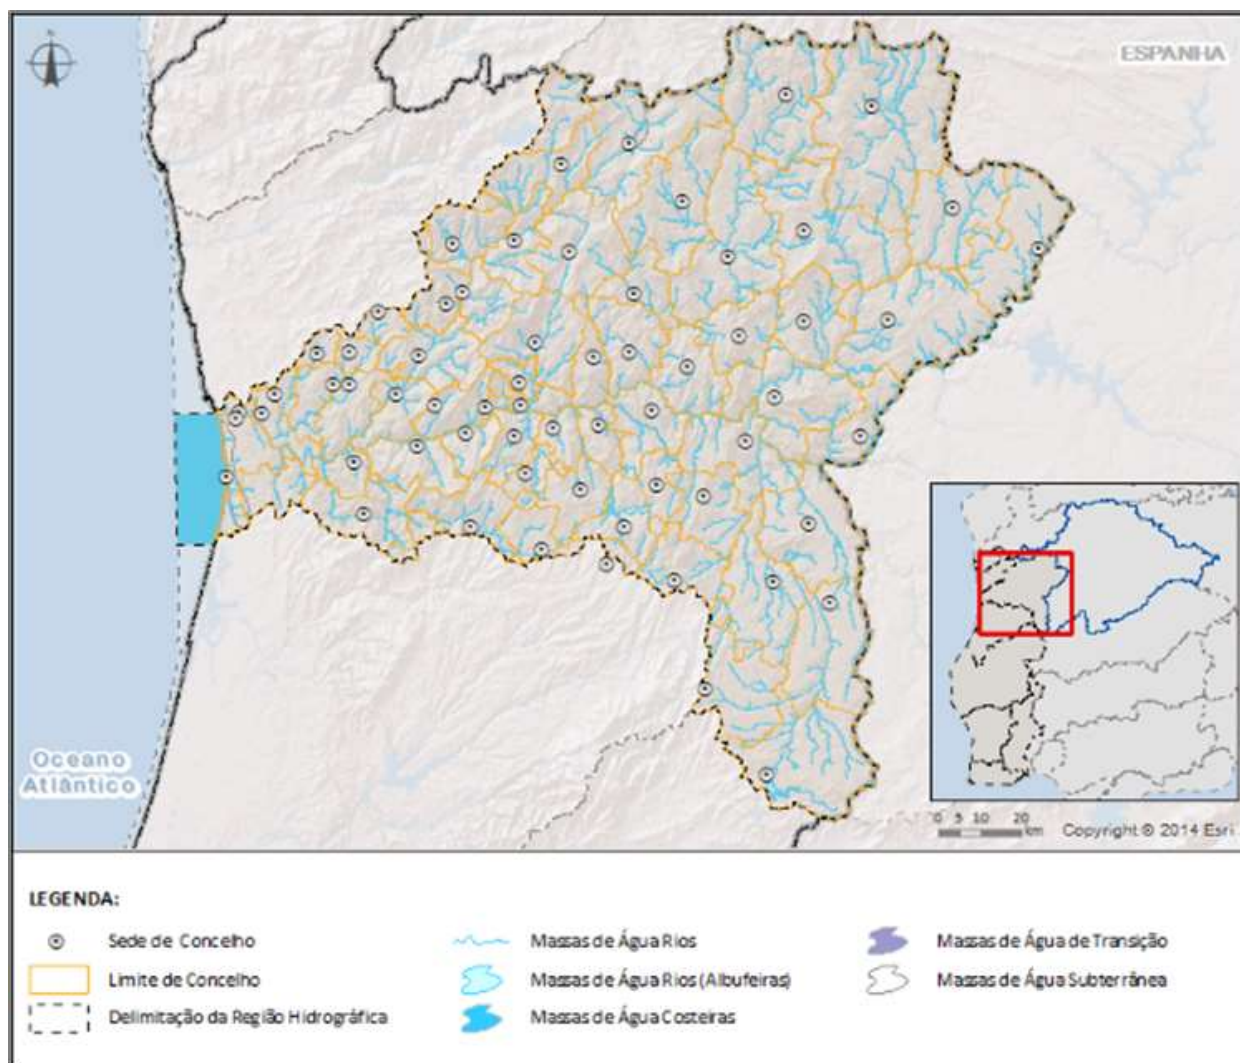 N
ESPANHA
Oceano
Atlântico
0 5 10 20
km
Copyright © 2014 Esri
LEGENDA:
Sede de Concelho
Limite de Concelho
Delimitação da Região Hidrográfica
Massas de Água Rios
Massas de Água Rios (Albufeiras)
Massas de Água Costeiras
Massas de Água de Transição
Massas de Água Subterrânea